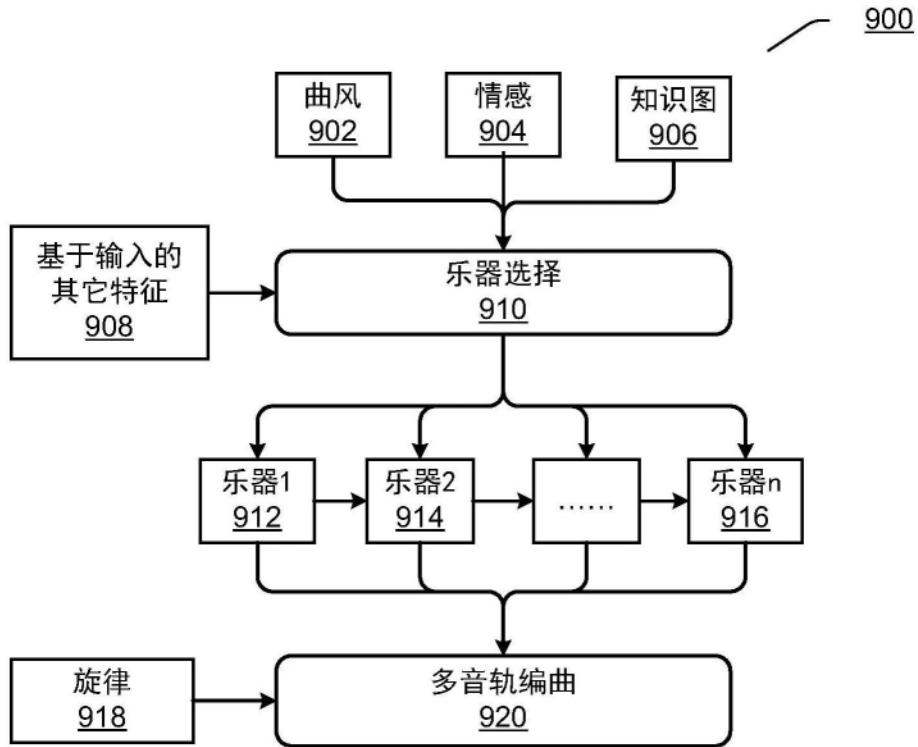 900
曲风
902
情感
904
知识图
906
基于输入的
其它特征
908
乐器选择
910
乐器1
912
乐器2
914
……
乐器n
916
旋律
918
多音轨编曲
920